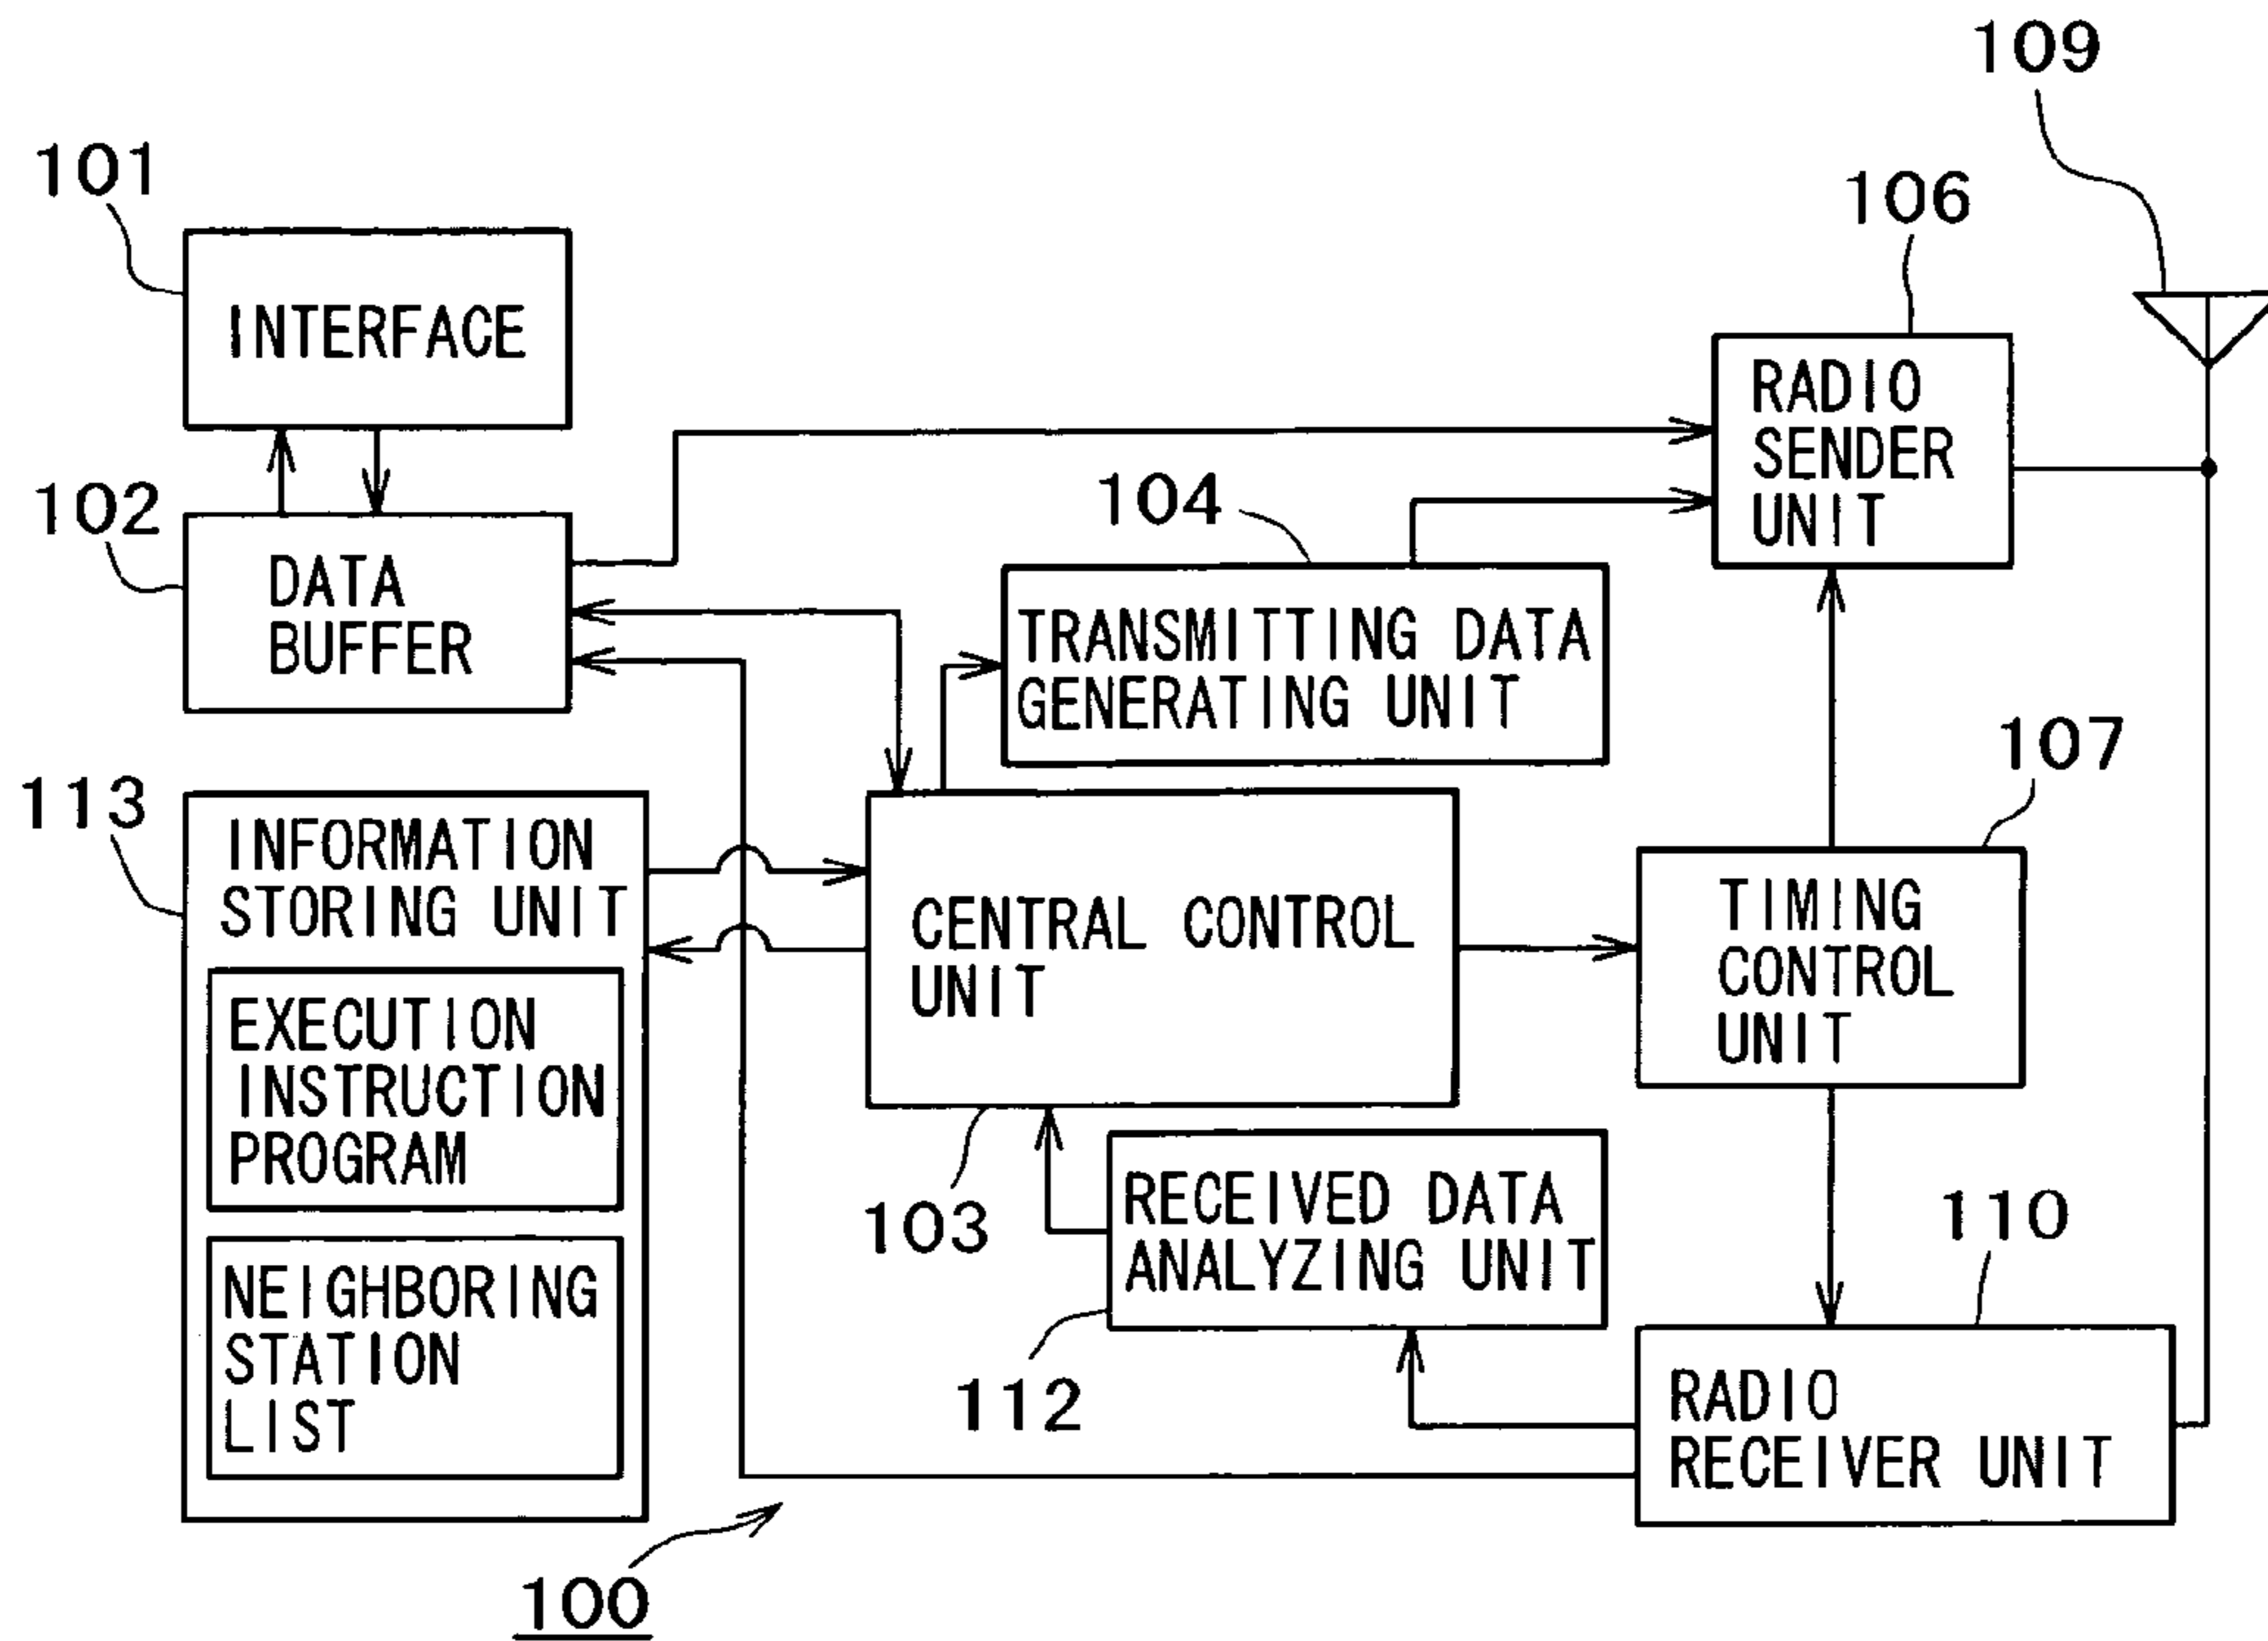 109
101
106
INTERFACE
RADIO
SENDER
UNIT
102
104
DATA
BUFFER
TRANSMITTING DATA
GENERATING UNIT
107
113
INFORMATION
STORING UNIT
CENTRAL CONTROL
UNIT
TIMING
CONTROL
UNIT
EXECUTION
INSTRUCTION
PROGRAM
103
RECEIVED DATA
ANALYZING UNIT
110
NEIGHBORING
STATION
LIST
112
RADIO
RECEIVER UNIT
100